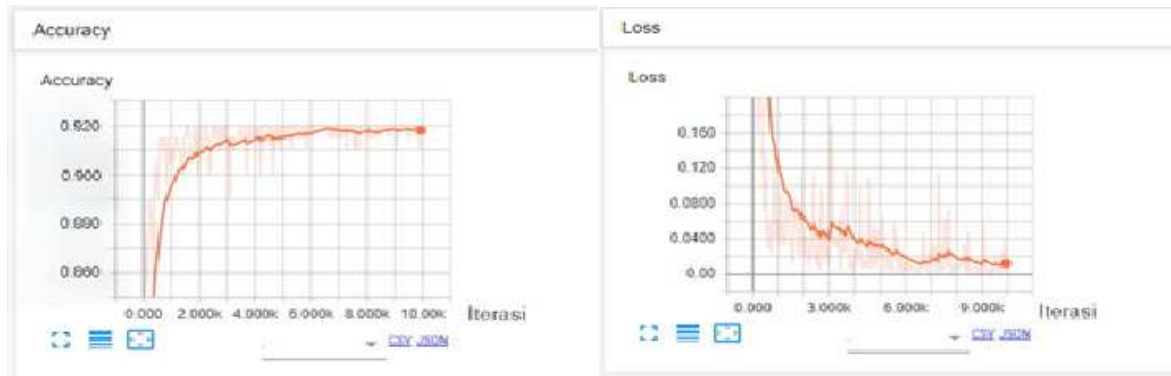 Accuracy
Accuracy
0.920
0.900
0.880
0.860
0.000 2.000k 4.000k 6.000k 8.000k 10.00k Iterasi
CSV JSON
Loss
Loss
0.160
0.120
0.0800
0.0400
0.00
0.000 3.000k 6.000k 9.000k Iterasi
CSV JSON